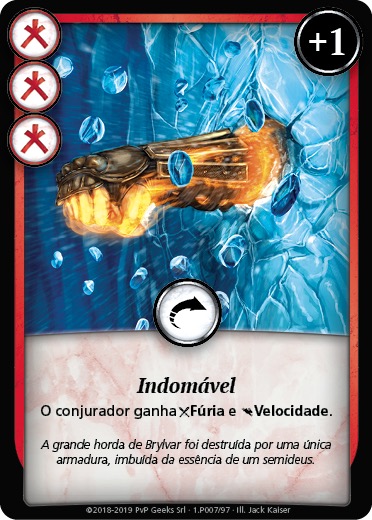 +1
Indomável
O conjurador ganha Fúria e Velocidade.
A grande horda de Brylvar foi destruída por uma única
armadura, imbuída da essência de um semideus.
©2018-2019 PvP Geeks Srl · 1.P007/97 · Ill. Jack Kaiser